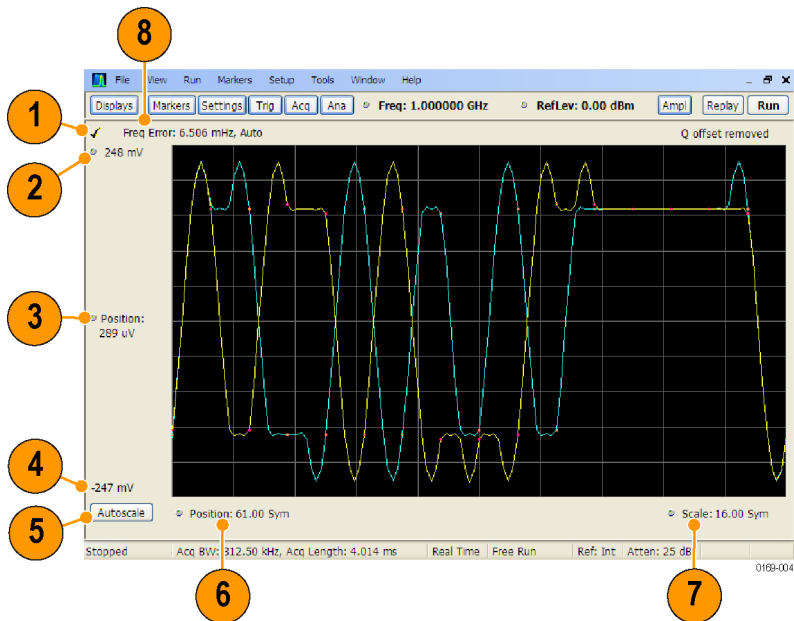 8
File View Run Markers Setup Tools Window Help
Displays Markers Settings Trig Acq Ana Freq: 1.000000 GHz RefLev: 0.00 dBm Ampl Replay Run
1
Freq Error: 6.506 mHz, Auto Q offset removed
248 mV
2
3
Position:
289 uV
4
-247 mV
5
Autoscale Position: 61.00 Sym Scale: 16.00 Sym
Stopped Acq BW: 312.50 kHz, Acq Length: 4.014 ms Real Time Free Run Ref: Int Atten: 25 dB
0169-004
6
7